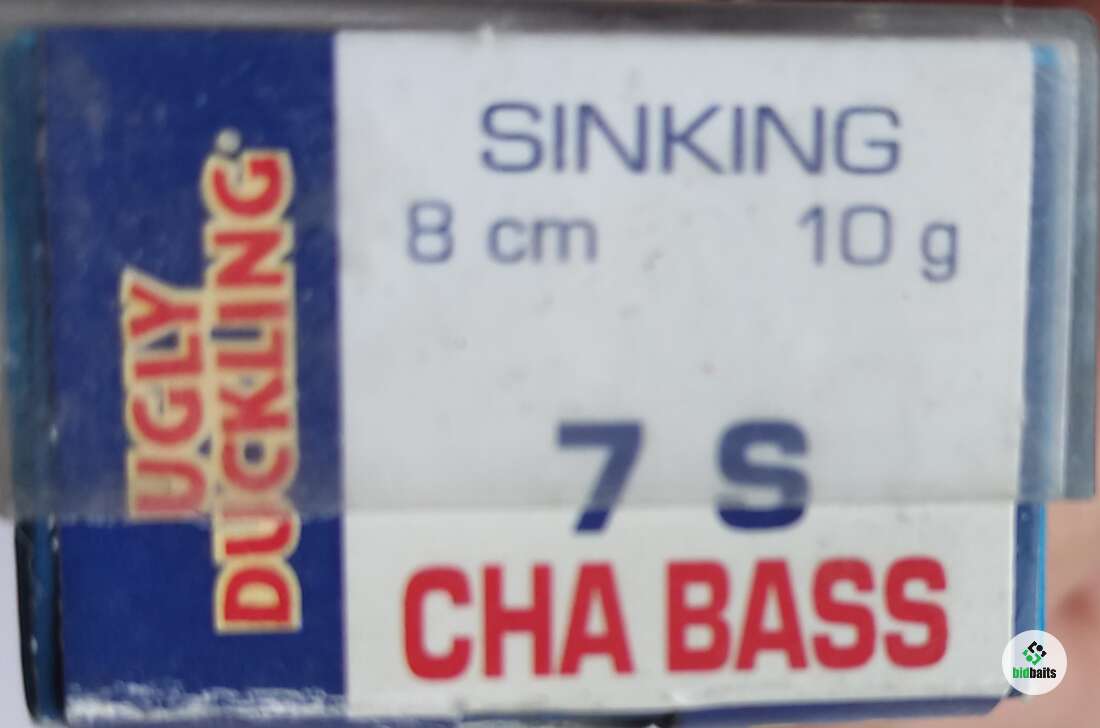 UGLY
DUCKLING
SINKING
8 cm 10 g
7 S
CHA BASS
bidbaits